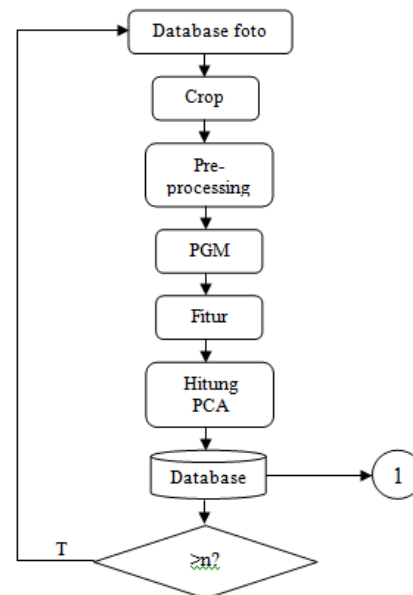 Database foto
Crop
Pre-
processing
PGM
Fitur
Hitung
PCA
Database
1
T
>n?